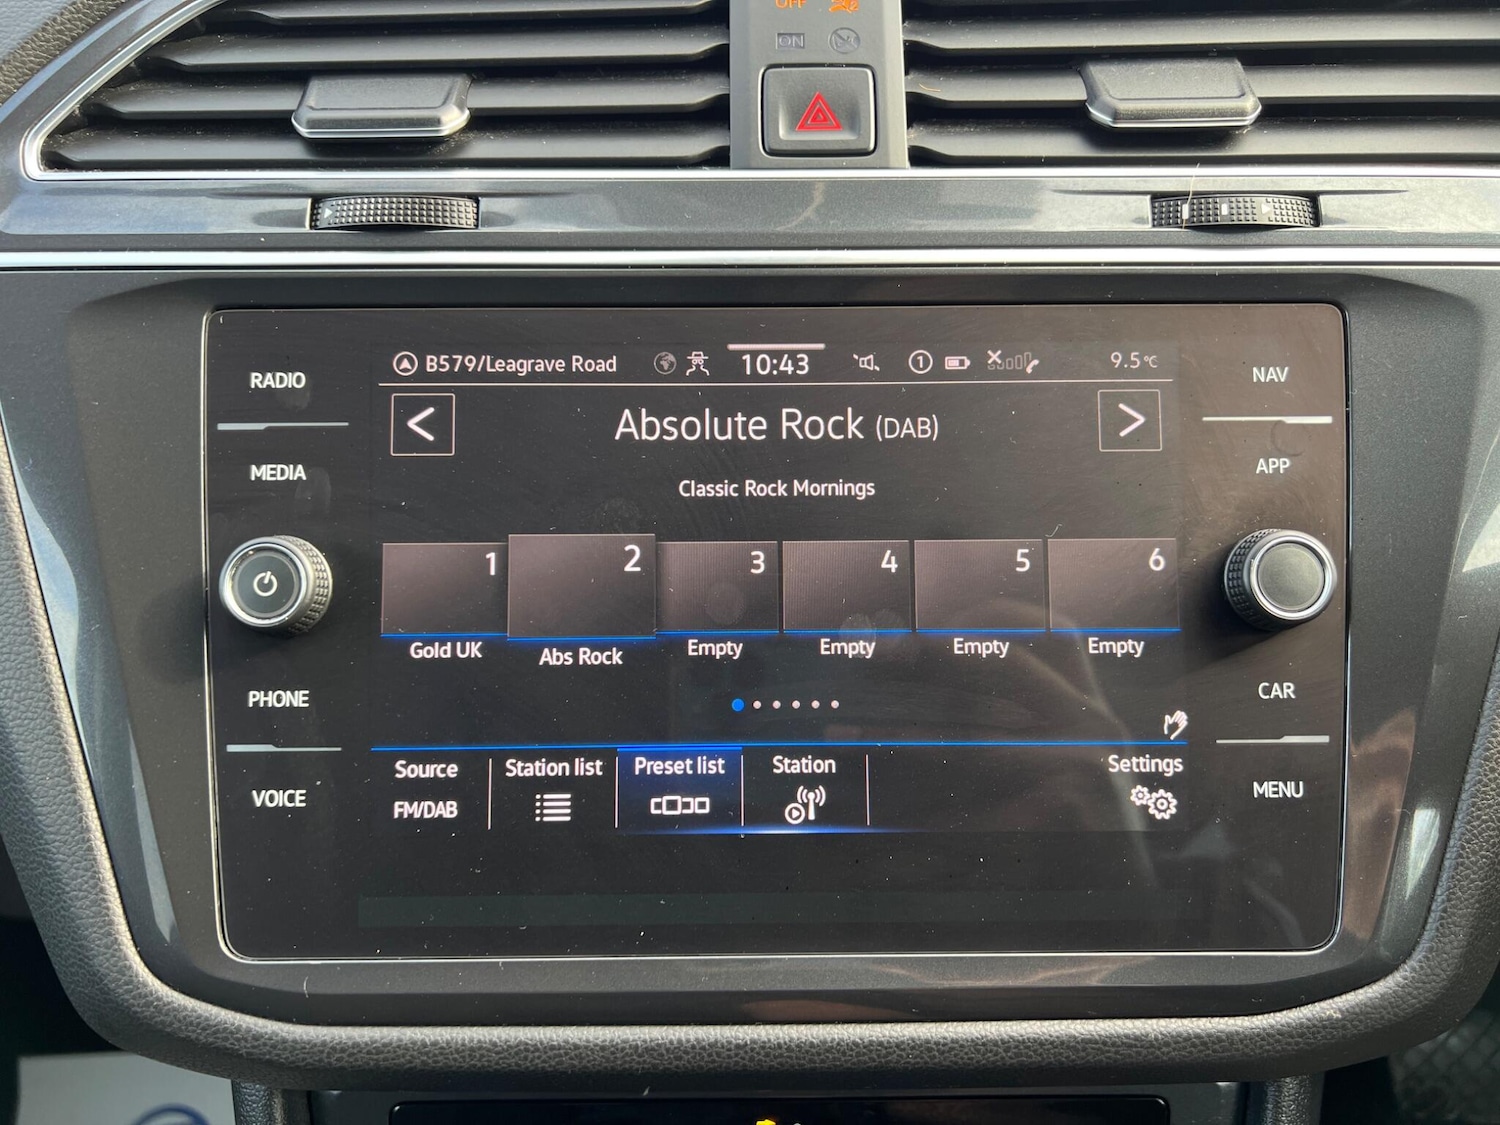 OFF
ON
B579/Leagrave Road 10:43 1 9.5°C
RADIO
MEDIA
PHONE
VOICE
NAV
APP
CAR
MENU
< Absolute Rock (DAB) >
Classic Rock Mornings
1 2 3 4 5 6
Gold UK Abs Rock Empty Empty Empty Empty
Source Station list Preset list Station Settings
FM/DAB